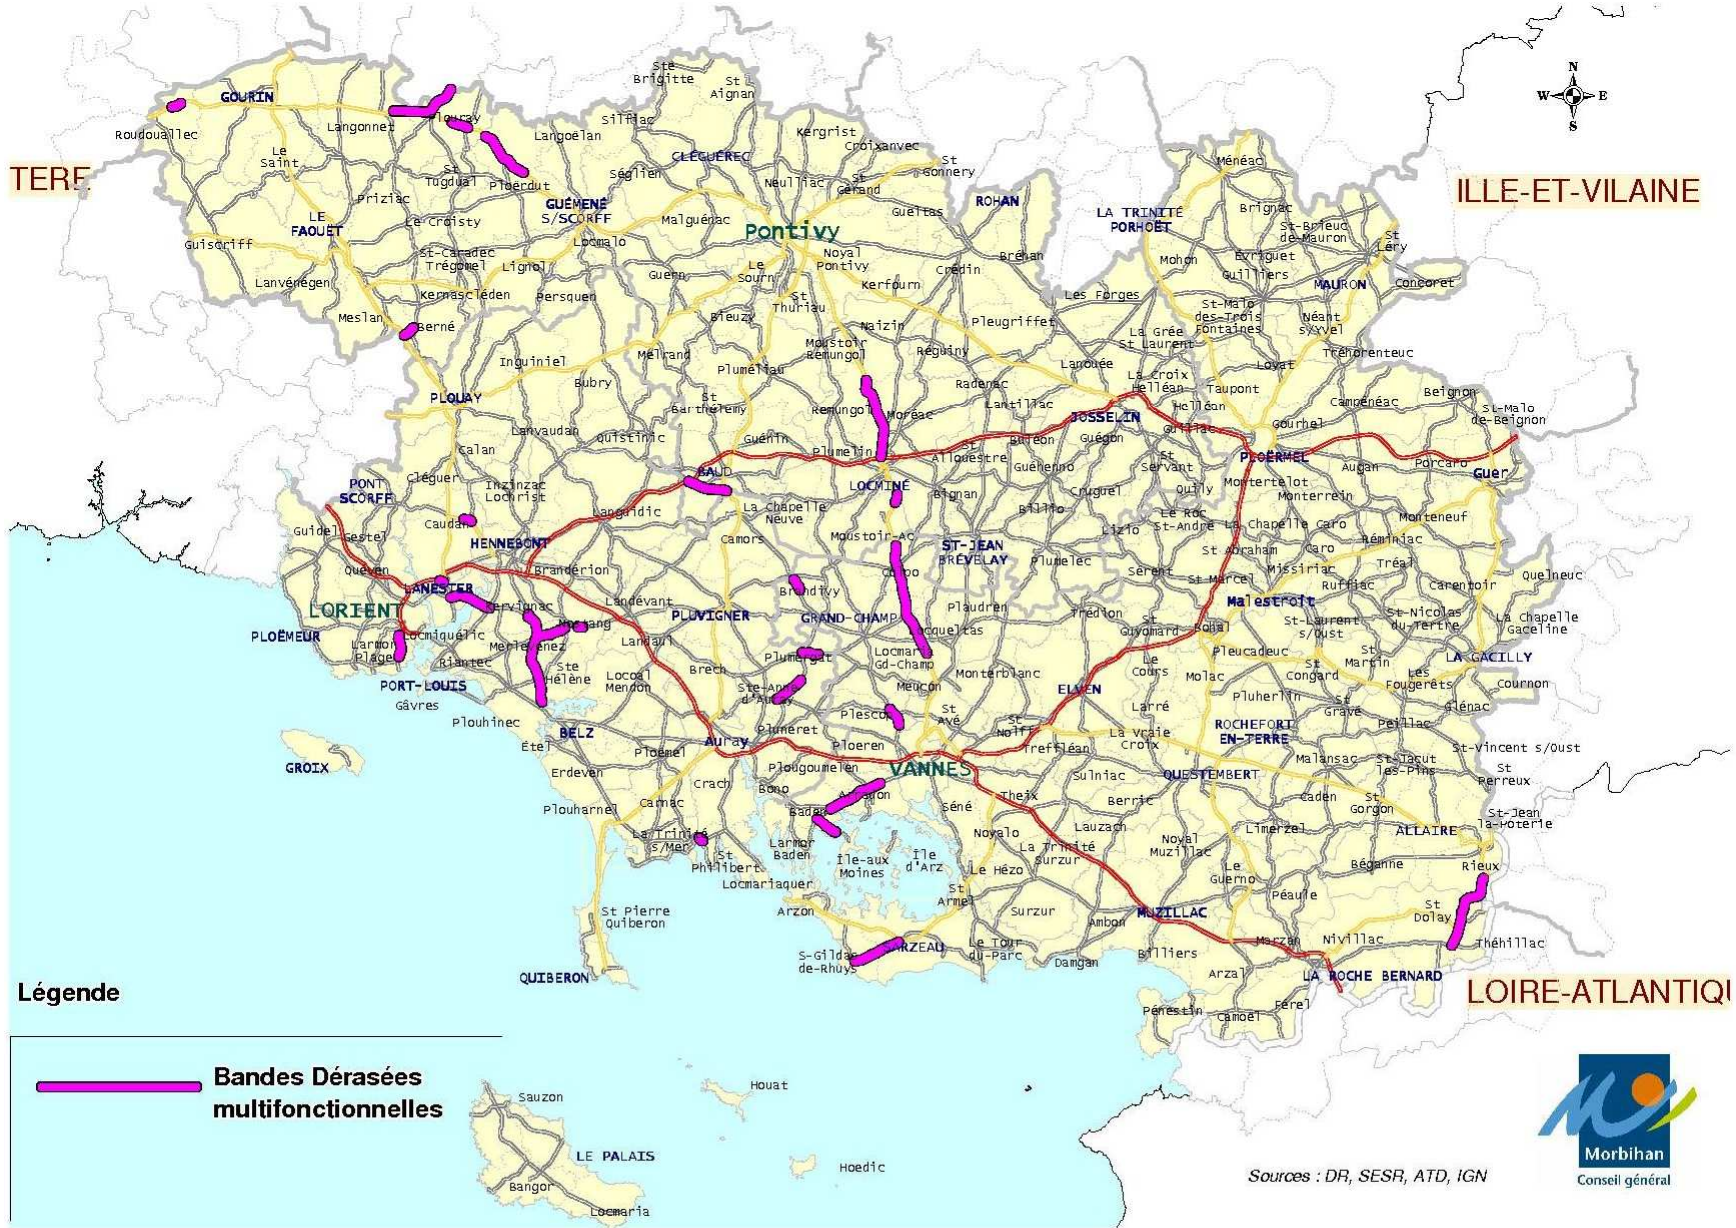 N
W E
S
TERE
ILLE-ET-VILAINE
LOIRE-ATLANTIQU
GOURIN
Roudouallec
Langonnet
Plouray
Langoëlan
Ste
Brigitte
St
Aignan
Silfiac
Kergrist
Croixanvec
CLÉGUÉREC
Le
Saint
St
Tugdual
Ploërdut
Séglien
Neulliac
St
Gérand
St
Gonnery
Ménéac
Priziac
GUÉMENÉ
S/SCORFF
Malguénac
Gueltas
ROHAN
LA TRINITÉ
PORHOËT
Brignac
LE
FAOUËT
Le Croisty
Pontivy
St-Brieuc
de-Mauron
St
Léry
Guiscriff
St-Caradec
Trégomel
Lignol
Locmalo
Guern
Le
Sourn
Noyal
Pontivy
Crédin
Bréhan
Mohon
Évriguet
Guilliers
Lanvénégen
Kernascléden
Persquen
St
Thuriau
Kerfourn
Les Forges
MAURON
Concoret
Meslan
Berné
Bieuzy
Naizin
Pleugriffet
St-Malo
des-Trois
Fontaines
Néant
s/Yvel
La Grée
St Laurent
Inguiniel
Melrand
Moustoir
Remungol
Réguiny
Lanouée
Tréhorenteuc
Loyat
Bubry
Pluméliau
La Croix
Helléan
Taupont
PLOUAY
St
Barthélemy
Remungol
Moréac
Radenac
Lantillac
JOSSELIN
Helléan
Campénéac
Beignon
St-Malo
de-Beignon
Lanvaudan
Quistinic
Guénin
Buléon
Guégon
Guillac
Gourhel
Calan
Plumelin
St
Allouestre
Guéhenno
St
Servant
PLOËRMEL
Augan
Porcaro
Guer
BAUD
LOCMINÉ
Cléguer
PONT
SCORFF
Inzinzac
Lochrist
Bignan
Cruguel
Quily
Montertelot
Monterrein
Languidic
La Chapelle
Neuve
Billio
Le Roc
St-André
La Chapelle
Caro
Monteneuf
Guidel
Gestel
Caudan
HENNEBONT
Camors
Moustoir-Ac
ST-JEAN
BRÉVELAY
Plumelec
Lizio
St Abraham
Caro
Réminiac
Quéven
LANESTER
Brandérion
Sérent
St Marcel
Missiriac
Ruffiac
Tréal
Carentoir
Quelneuc
LORIENT
Landévant
PLUVIGNER
Brandivy
GRAND-CHAMP
Plaudren
Trédion
Malestroit
St-Nicolas
du-Tertre
La Chapelle
Gaceline
PLOËMEUR
Larmor
Plage
Locmiquélic
Landaul
Locqueltas
St
Guyomard
Bohal
St-Laurent
s/Oust
Riantec
Plumergat
Locmaria
Gd-Champ
Pleucadeuc
St
Martin
LA GACILLY
PORT-LOUIS
Gâvres
Ste
Hélène
Locoal
Mendon
Brech
Meucon
Monterblanc
Le
Cours
Molac
St
Congard
Les
Fougerêts
Cournon
ELVEN
Plouhinec
Plescop
St
Avé
Larré
Pluherlin
St
Gravé
Glénac
Peillac
BELZ
Auray
Pluneret
Ploeren
St
Nolff
La vraie
Croix
ROCHEFORT
EN-TERRE
Étel
Ploëmel
Treffléan
Malansac
St-Jacut
les-Pins
St-Vincent s/Oust
GROIX
Erdeven
VANNES
Plougoumelen
Sulniac
QUESTEMBERT
St
Perreux
Crach
Bono
Arradon
Theix
Berric
Caden
St
Gorgon
St-Jean
la-Poterie
Plouharnel
Carnac
Baden
Séné
Lauzach
Limerzel
ALLAIRE
La Trinité
s/Mer
Larmor
Baden
Noyalo
La Trinité
Surzur
Noyal
Muzillac
St
Philibert
Île-aux
Moines
Île
d'Arz
Le Hézo
Le
Guerno
Béganne
Rieux
Locmariaquer
St
Armel
Péaule
St Pierre
Quiberon
Arzon
Surzur
Ambon
MUZILLAC
St
Dolay
SARZEAU
Le Tour
du-Parc
Marzan
Nivillac
Théhillac
S-Gildas
de-Rhuys
Damgan
Billiers
QUIBERON
Arzal
LA ROCHE BERNARD
Férel
Camoël
Pénestin
Légende
Bandes Dérasées
multifonctionnelles
Sauzon
Houat
LE PALAIS
Hoedic
Bangor
Locmaria
Sources : DR, SESR, ATD, IGN
Morbihan
Conseil général